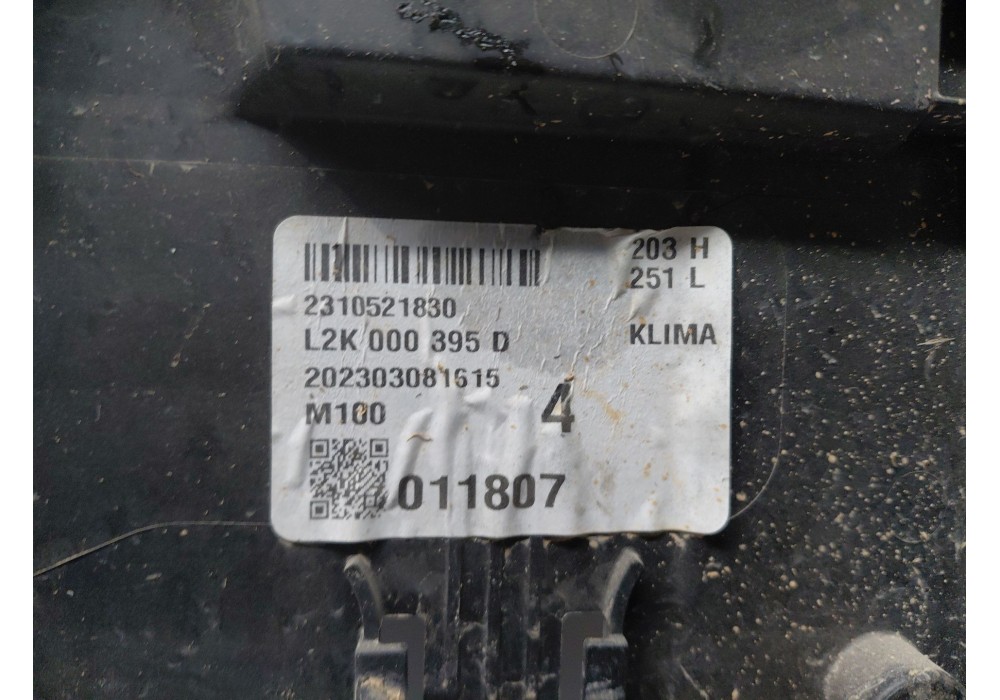 203 H
251 L
2310521830
L2K 000 395 D
KLIMA
202303081615
M100
4
011807